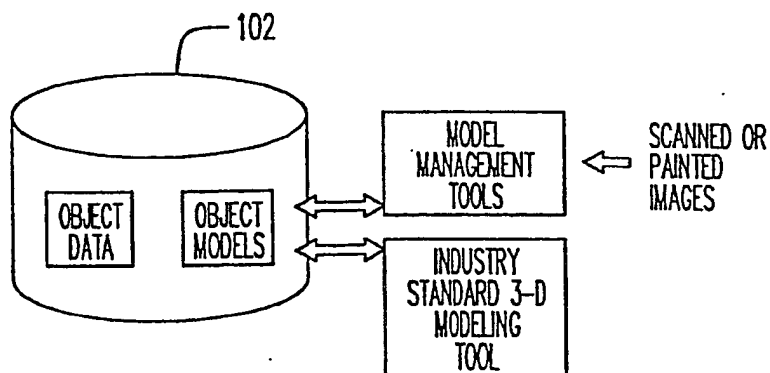 102
OBJECT
DATA
OBJECT
MODELS
MODEL
MANAGEMENT
TOOLS
SCANNED OR
PAINTED
IMAGES
INDUSTRY
STANDARD 3-D
MODELING
TOOL